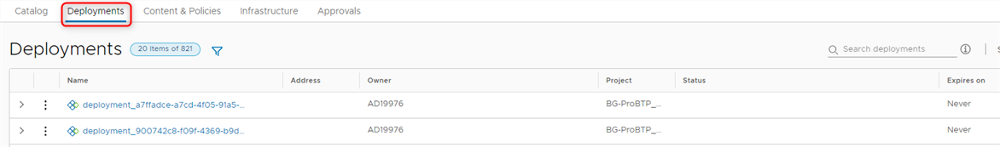 Catalog Deployments Content & Policies Infrastructure Approvals
Deployments 20 Items of 821 Search deployments
Name Address Owner Project Status Expires on
deployment_a7ffadce-a7cd-4f05-91a5-... AD19976 BG-ProBTP_... Never
deployment_900742c8-f09f-4369-b9d... AD19976 BG-ProBTP_... Never